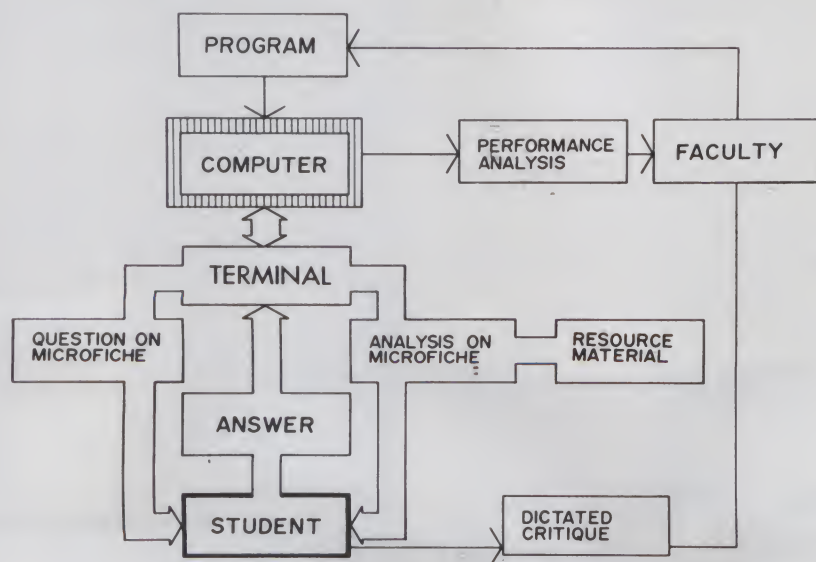 PROGRAM
COMPUTER
PERFORMANCE
ANALYSIS
FACULTY
TERMINAL
QUESTION ON
MICROFICHE
ANALYSIS ON
MICROFICHE
RESOURCE
MATERIAL
ANSWER
STUDENT
DICTATED
CRITIQUE